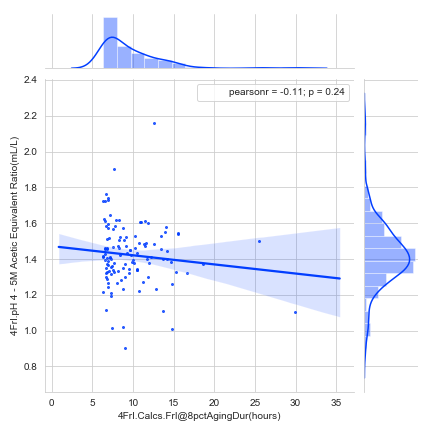 2.4
pearsonr = -0.11; p = 0.24
2.2
2.0
1.8
1.6
1.4
1.2
1.0
0.8
4Frl.pH 4 - 5M Acetic Equivalent Ratio(mL/L)
0 5 10 15 20 25 30 35
4Frl.Calcs.Frl@8pctAgingDur(hours)